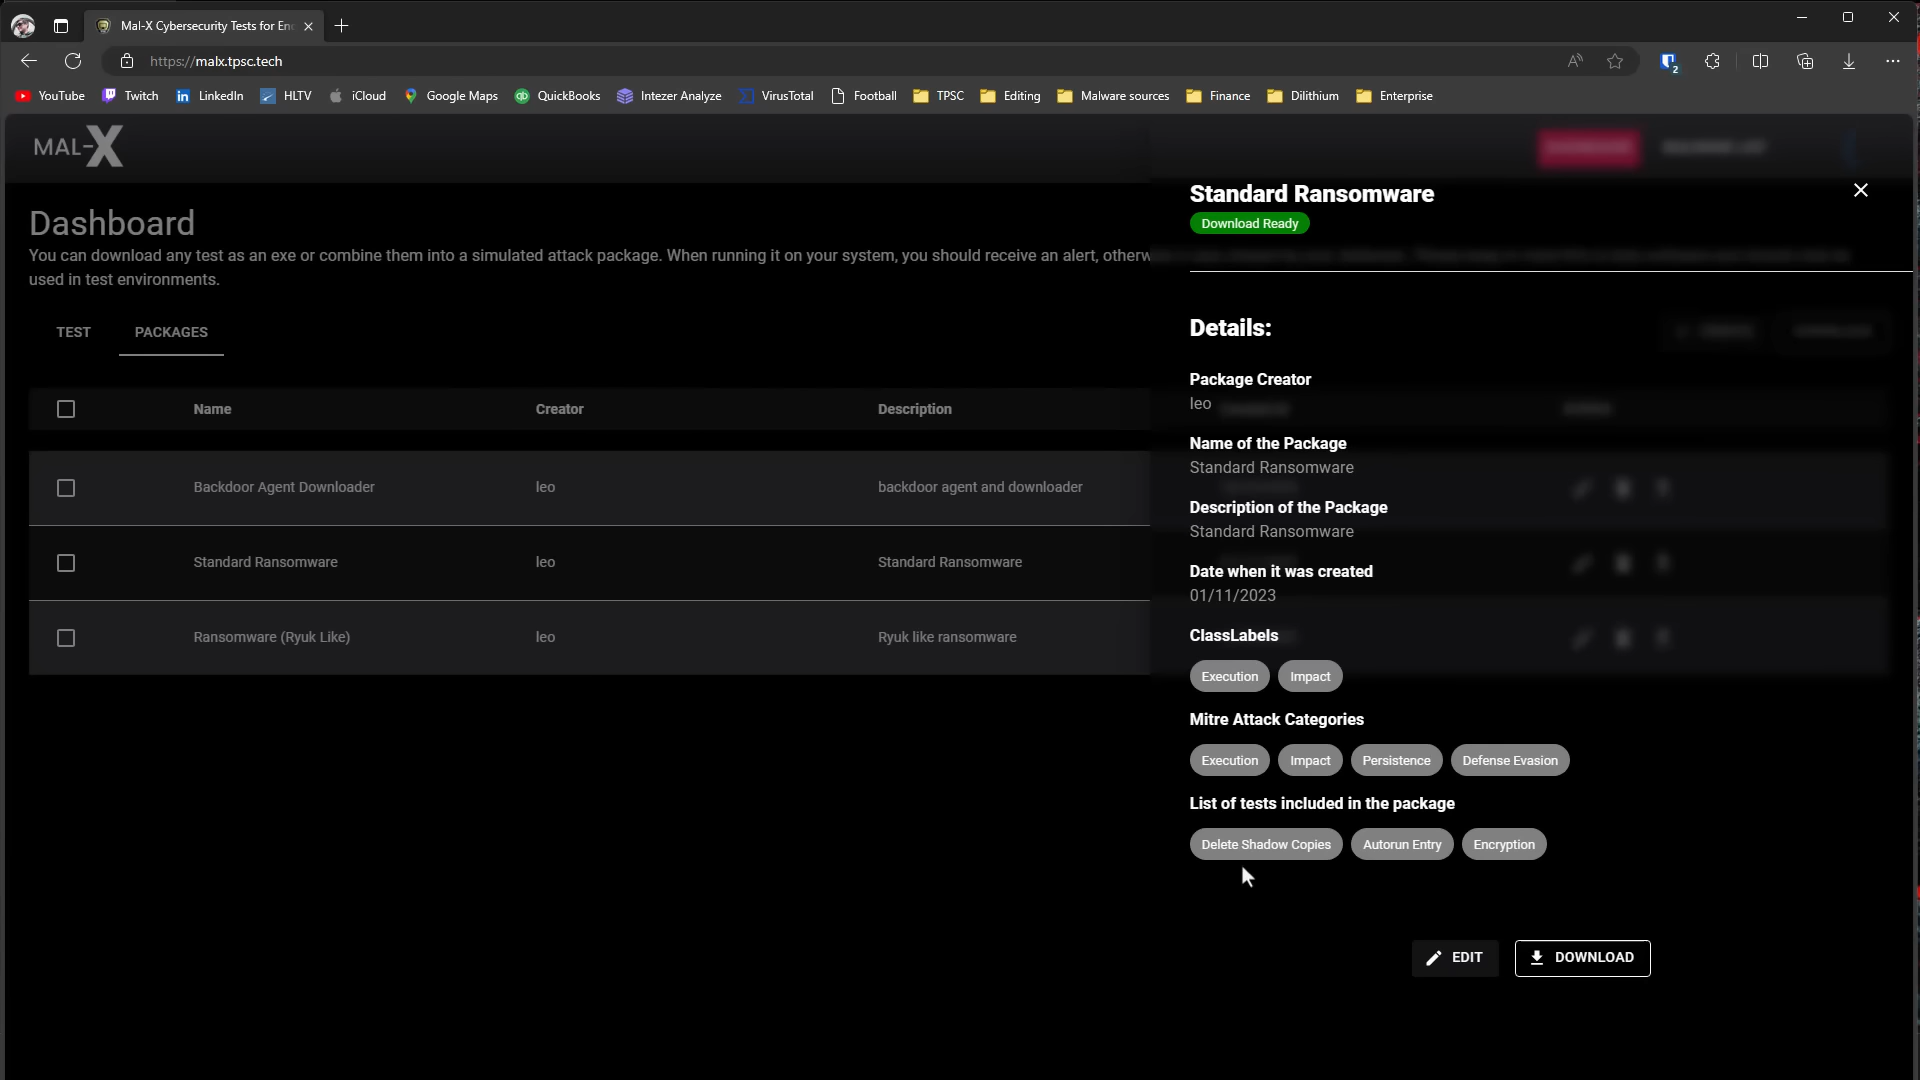 Mal-X Cybersecurity Tests for En
https://malx.tpsc.tech
2
YouTube Twitch LinkedIn HLTV iCloud Google Maps QuickBooks Intezer Analyze VirusTotal Football TPSC Editing Malware sources Finance Dilithium Enterprise
MAL-X
Dashboard
You can download any test as an exe or combine them into a simulated attack package. When running it on your system, you should receive an alert, otherw
used in test environments.
TEST PACKAGES
Name Creator Description
Backdoor Agent Downloader leo backdoor agent and downloader
Standard Ransomware leo Standard Ransomware
Ransomware (Ryuk Like) leo Ryuk like ransomware
Standard Ransomware
Download Ready
Details:
Package Creator
leo
Name of the Package
Standard Ransomware
Description of the Package
Standard Ransomware
Date when it was created
01/11/2023
ClassLabels
Execution Impact
Mitre Attack Categories
Execution Impact Persistence Defense Evasion
List of tests included in the package
Delete Shadow Copies Autorun Entry Encryption
EDIT DOWNLOAD